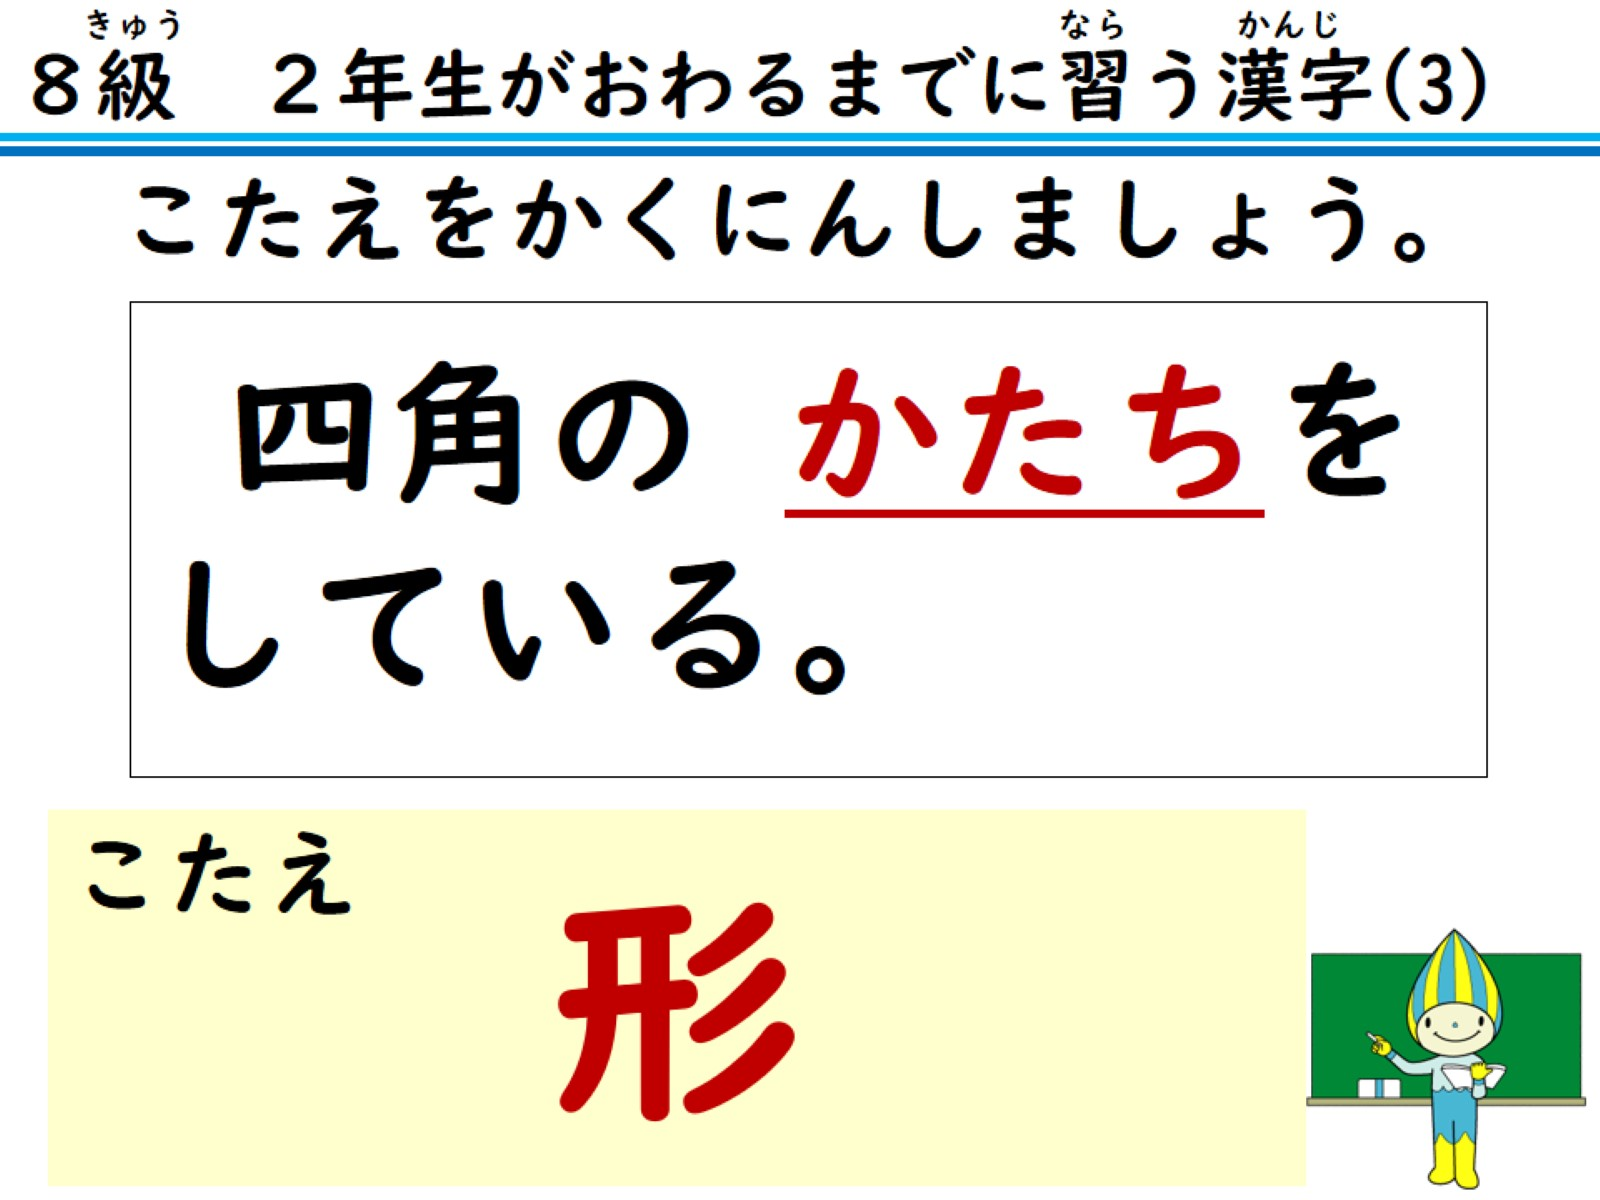 きゅう なら かんじ
8級 2年生がおわるまでに習う漢字(3)
こたえをかくにんしましょう。
四角の かたちを
している。
こたえ
形